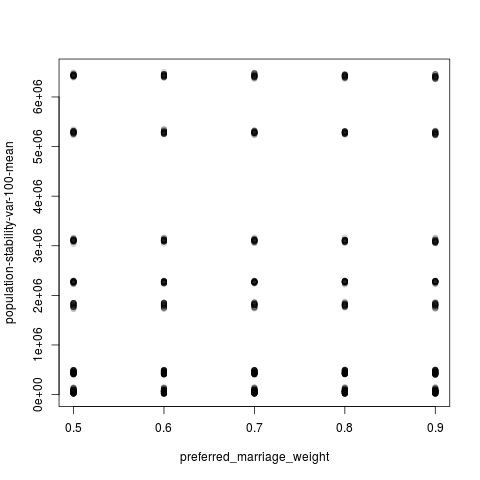 population-stability-var-100-mean
0e+00
1e+06
2e+06
3e+06
4e+06
5e+06
6e+06
0.5
0.6
0.7
0.8
0.9
preferred_marriage_weight